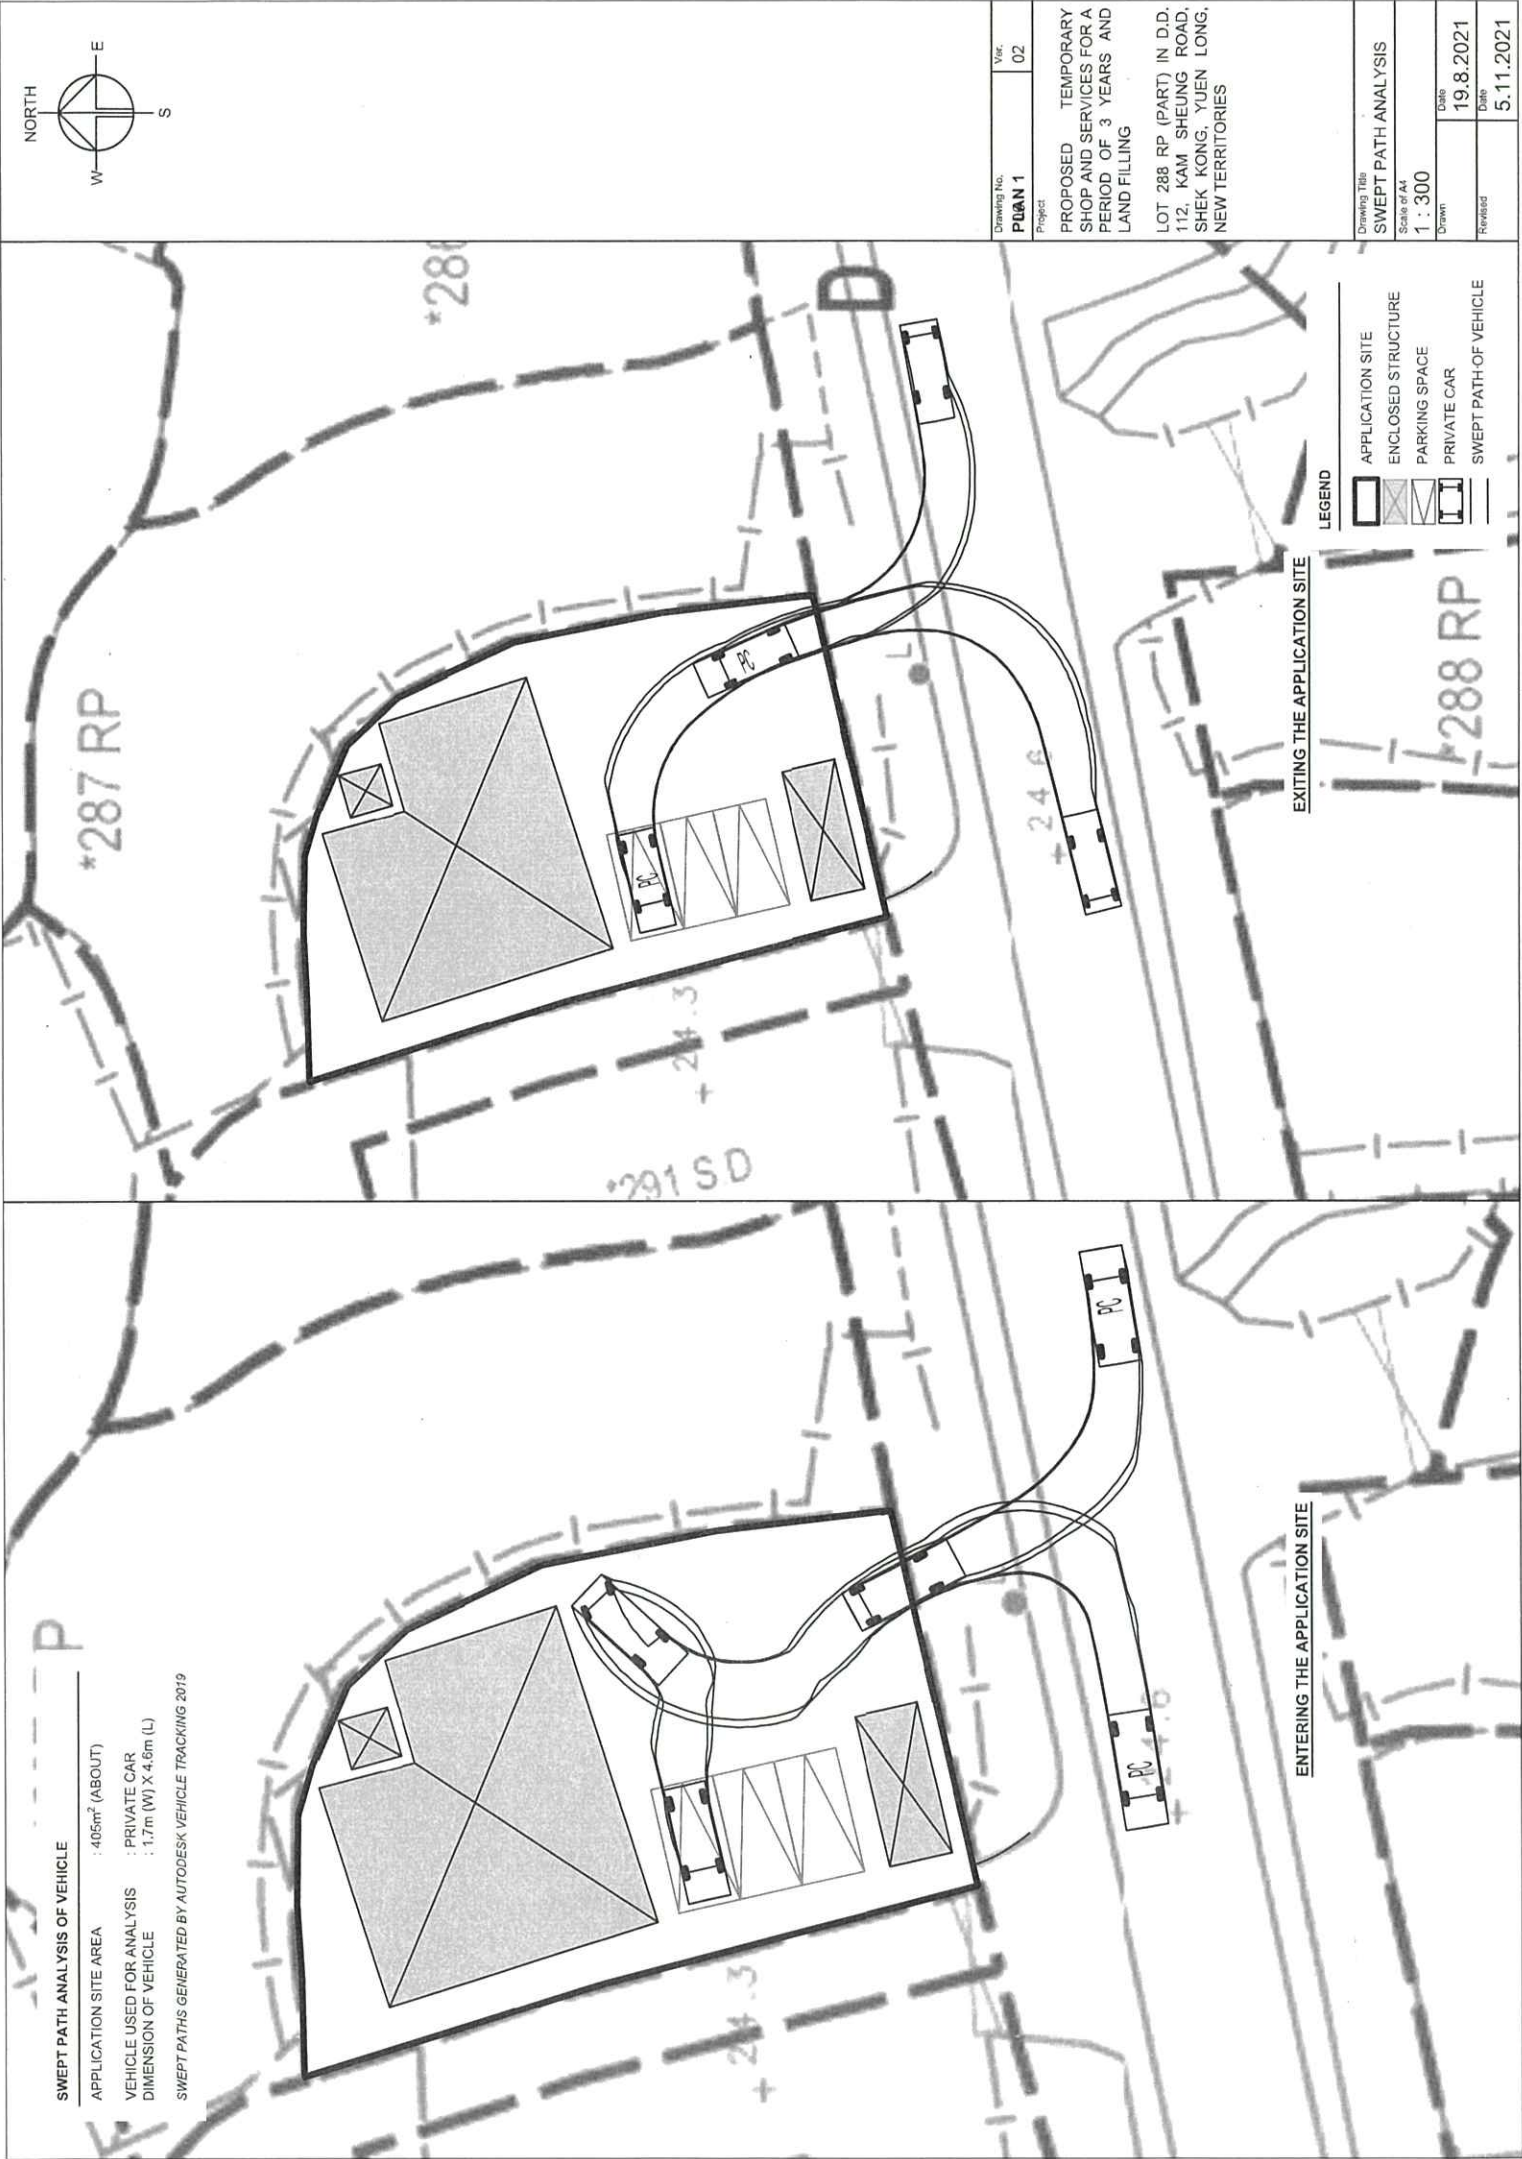 SWEPT PATH ANALYSIS OF VEHICLE
APPLICATION SITE AREA : 405m² (ABOUT)
VEHICLE USED FOR ANALYSIS : PRIVATE CAR
DIMENSION OF VEHICLE : 1.7m (W) X 4.6m (L)
SWEPT PATHS GENERATED BY AUTODESK VEHICLE TRACKING 2019
P
+ 24.3
PC
PC
L
ENTERING THE APPLICATION SITE
*287 RP
*286
*291 S D
+ 24.3
PC
PC
D
L
+ 24.6
*288 RP
EXITING THE APPLICATION SITE
LEGEND
APPLICATION SITE
ENCLOSED STRUCTURE
PARKING SPACE
PRIVATE CAR
SWEPT PATH OF VEHICLE
NORTH
W
E
S
Drawing No.
Ver.
PLAN 1
02
Project
PROPOSED TEMPORARY
SHOP AND SERVICES FOR A
PERIOD OF 3 YEARS AND
LAND FILLING
LOT 288 RP (PART) IN D.D.
112, KAM SHEUNG ROAD,
SHEK KONG, YUEN LONG,
NEW TERRITORIES
Drawing Title
SWEPT PATH ANALYSIS
Scale of A4
1 : 300
Drawn
Date
19.8.2021
Revised
Date
5.11.2021